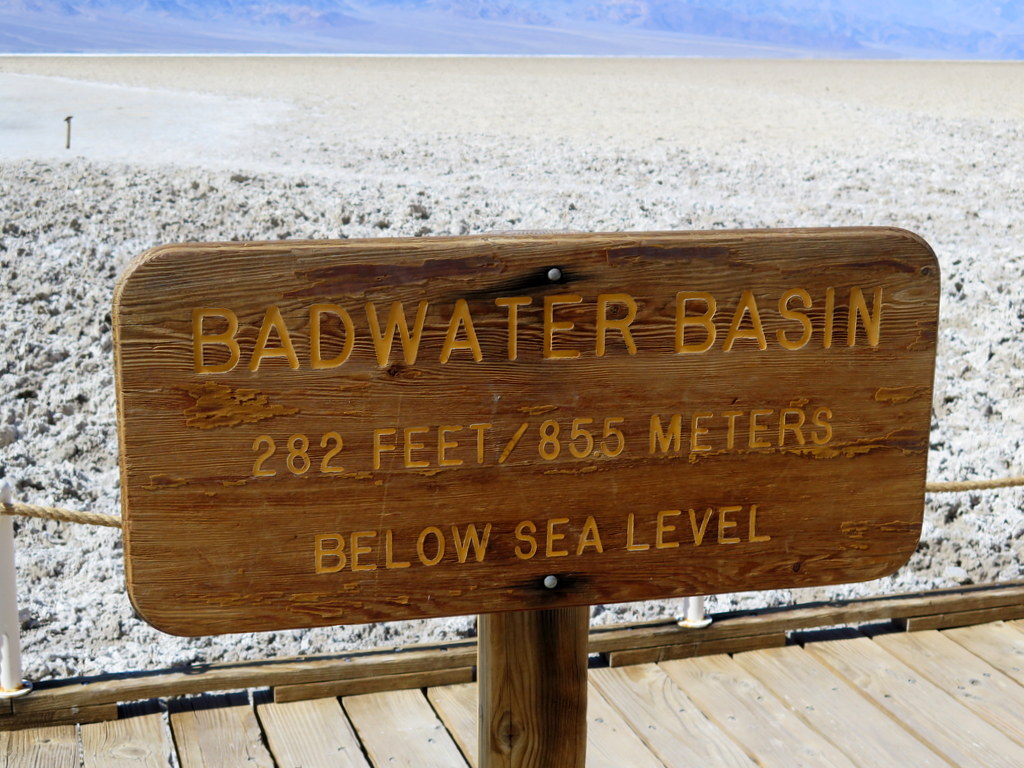 BADWATER BASIN
282 FEET/855 METERS
BELOW SEA LEVEL